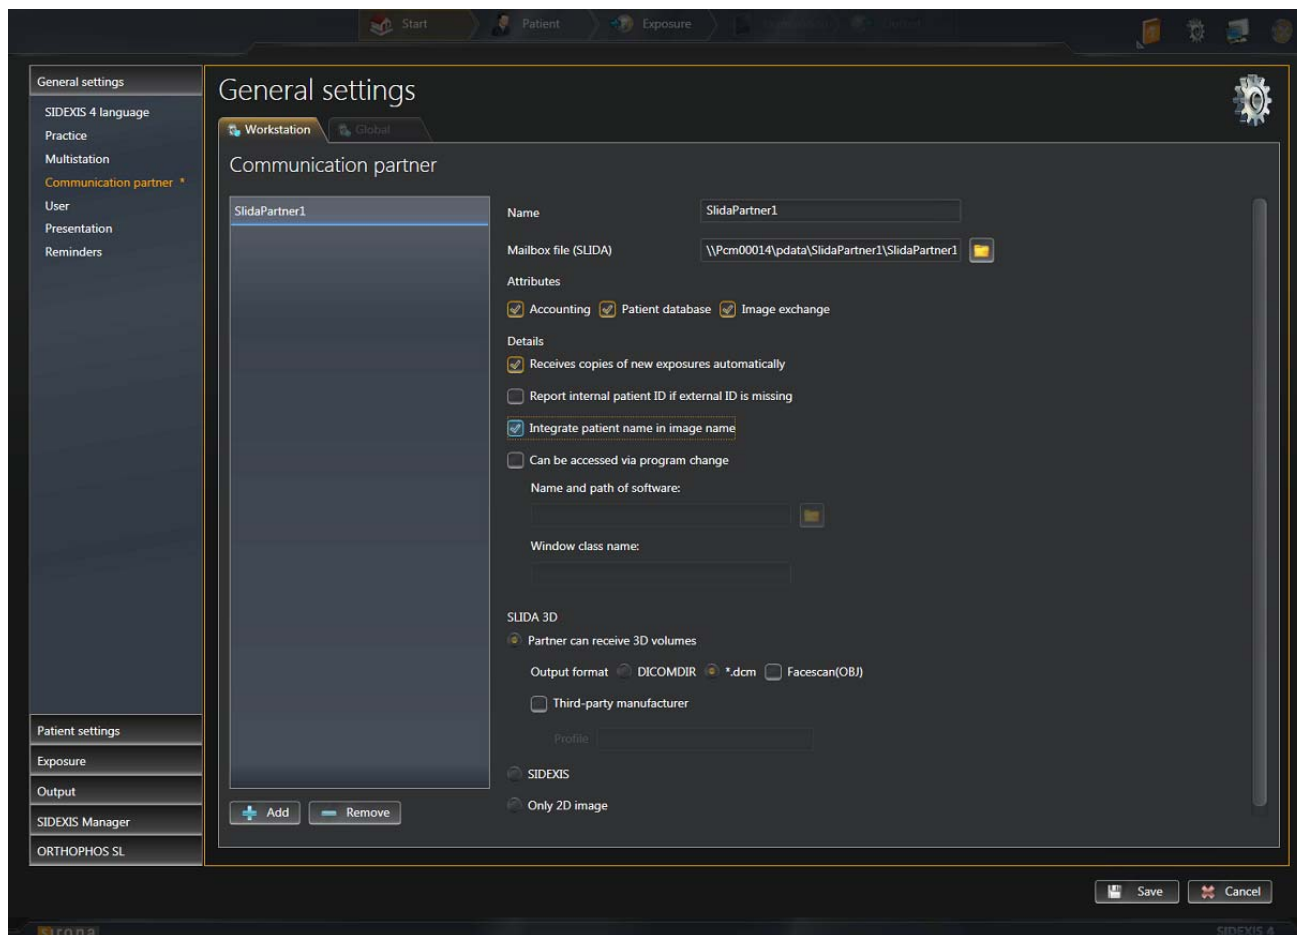 Start
Patient
Exposure
General settings
SIDEXIS 4 language
Practice
Multistation
Communication partner *
User
Presentation
Reminders
Patient settings
Exposure
Output
SIDEXIS Manager
ORTHOPHOS SL
General settings
Workstation
Global
Communication partner
SlidaPartner1
Add
Remove
Name
SlidaPartner1
Mailbox file (SLIDA)
\\Pcm00014\pdata\SlidaPartner1\SlidaPartner1
Attributes
Accounting Patient database Image exchange
Details
Receives copies of new exposures automatically
Report internal patient ID if external ID is missing
Integrate patient name in image name
Can be accessed via program change
Name and path of software:
Window class name:
SLIDA 3D
Partner can receive 3D volumes
Output format DICOMDIR *.dcm Facescan(OBJ)
Third-party manufacturer
Profile
SIDEXIS
Only 2D image
Save
Cancel
sirona
SIDEXIS 4